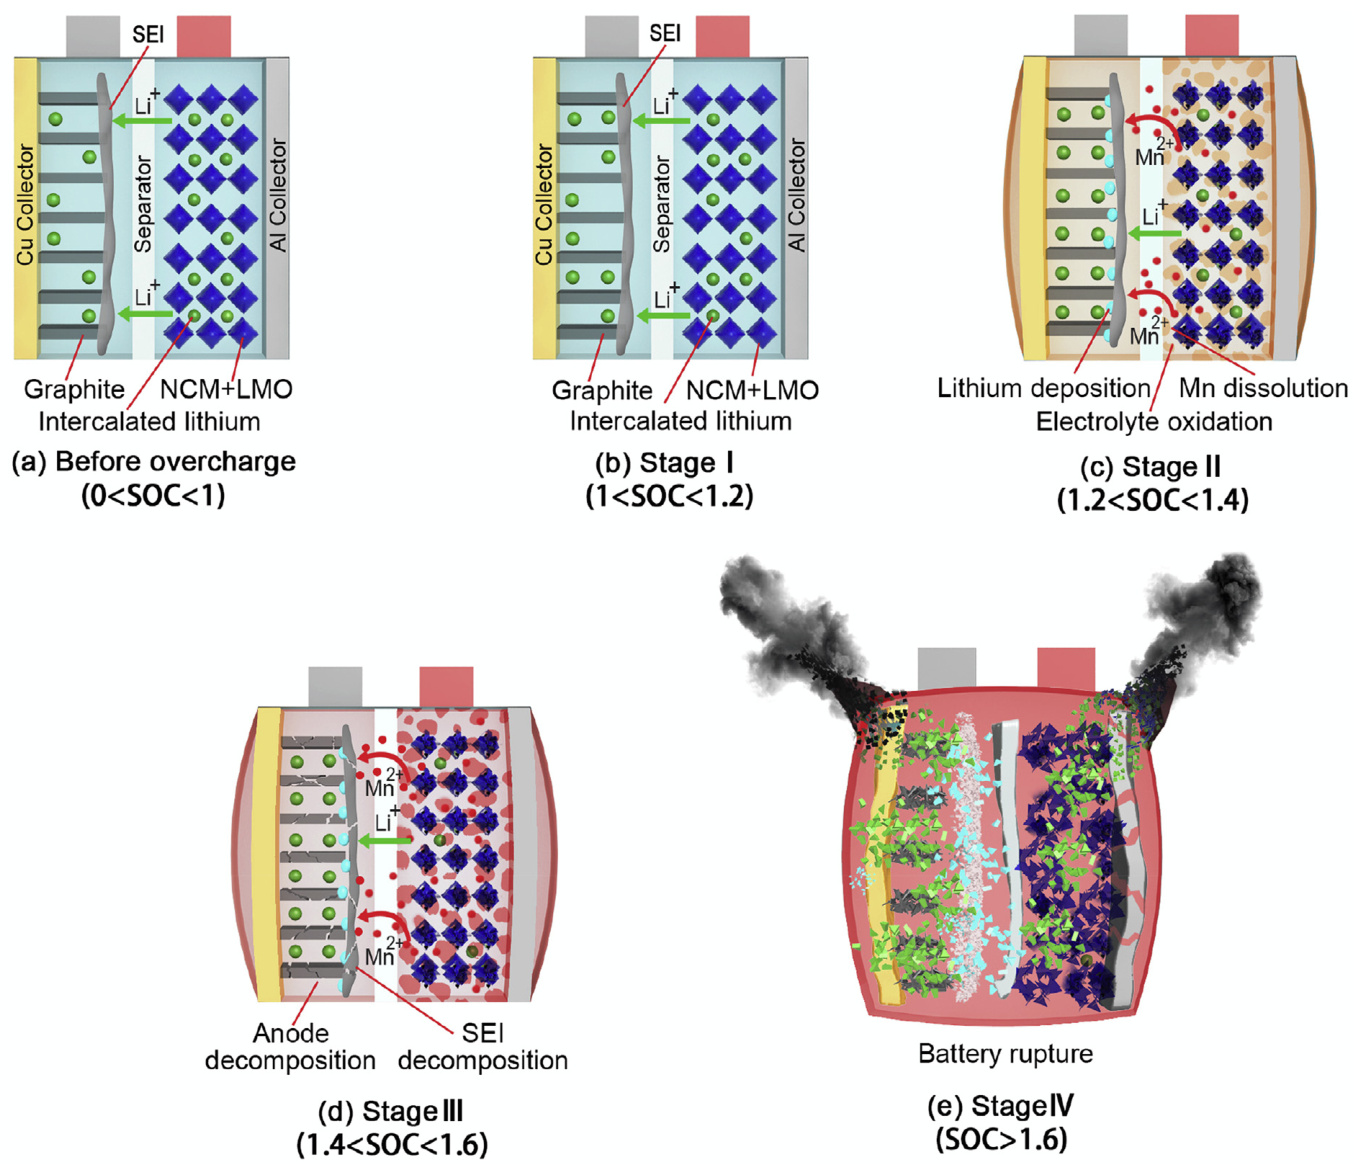 SEI
Li+
Cu Collector
Separator
Al Collector
Li+
Graphite
NCM+LMO
Intercalated lithium
(a) Before overcharge
(0<SOC<1)
SEI
Li+
Cu Collector
Separator
Al Collector
Li+
Graphite
NCM+LMO
Intercalated lithium
(b) Stage I
(1<SOC<1.2)
Mn2+
Li+
Mn2+
Lithium deposition
Mn dissolution
Electrolyte oxidation
(c) Stage II
(1.2<SOC<1.4)
Mn2+
Li+
Mn2+
Anode
decomposition
SEI
decomposition
(d) Stage III
(1.4<SOC<1.6)
Battery rupture
(e) Stage IV
(SOC>1.6)